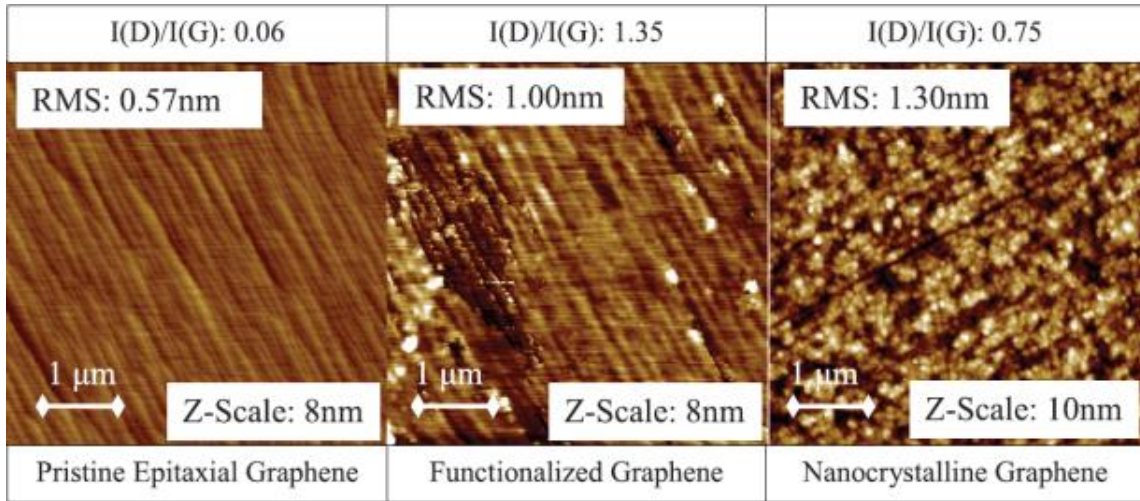 I(D)/I(G): 0.06
I(D)/I(G): 1.35
I(D)/I(G): 0.75
RMS: 0.57nm
RMS: 1.00nm
RMS: 1.30nm
1 μm
1 μm
1 μm
Z-Scale: 8nm
Z-Scale: 8nm
Z-Scale: 10nm
Pristine Epitaxial Graphene
Functionalized Graphene
Nanocrystalline Graphene